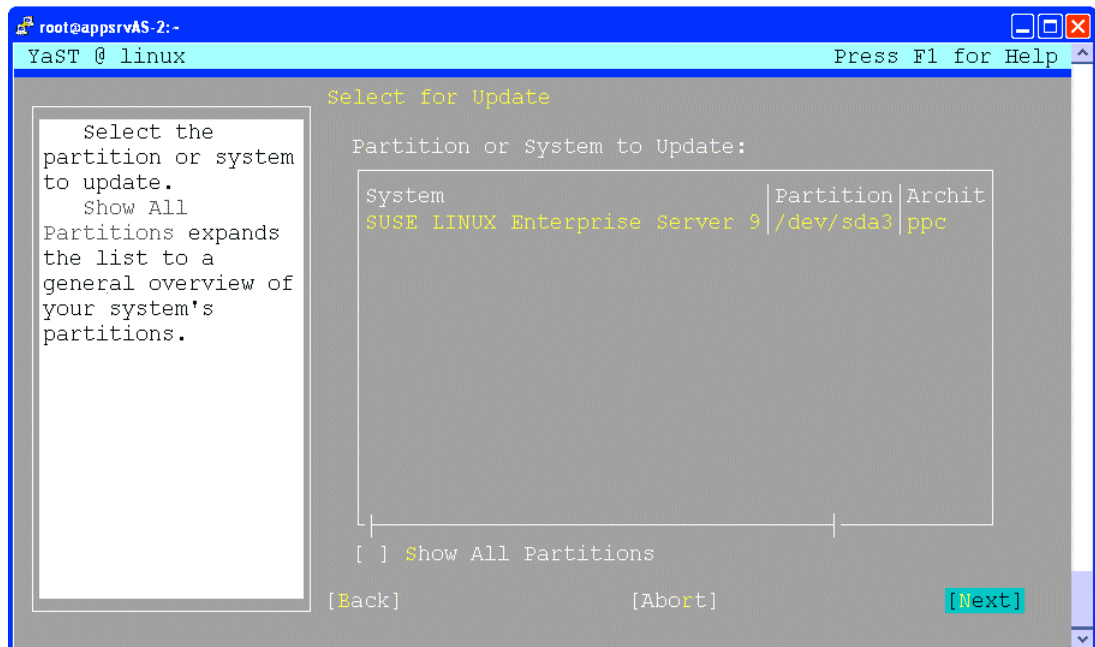 root@appsrvAS-2:~
YaST @ linux Press F1 for Help
Select for Update
Select the
partition or system
to update.
Show All
Partitions expands
the list to a
general overview of
your system's
partitions.
Partition or System to Update:
System |Partition|Archit
SUSE LINUX Enterprise Server 9|/dev/sda3|ppc
[ ] Show All Partitions
[Back] [Abort] [Next]